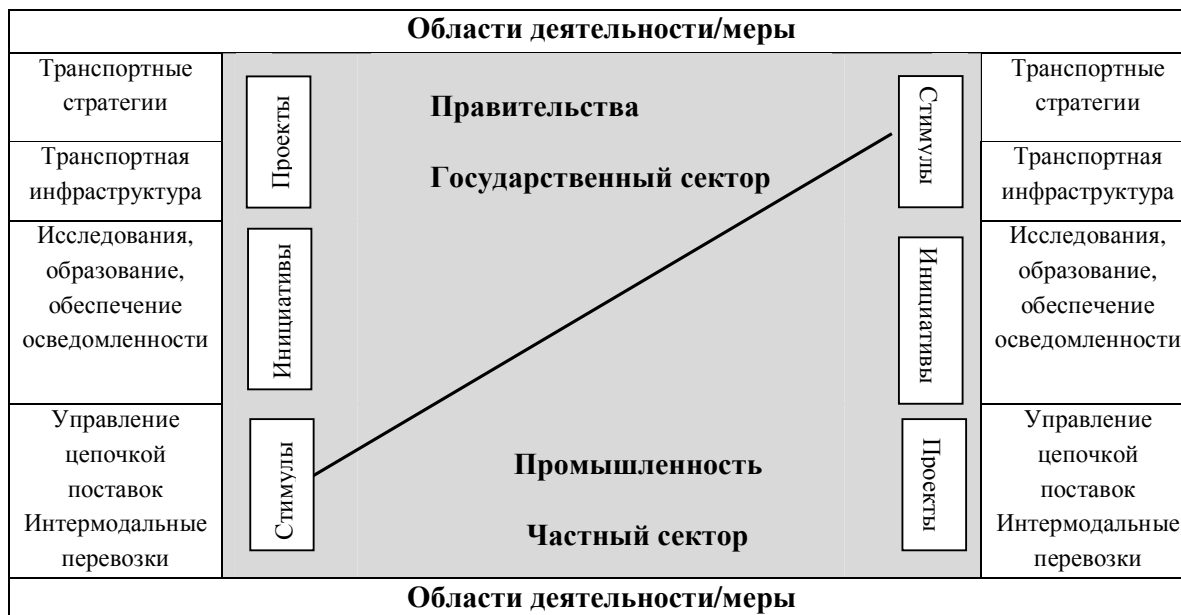 Области деятельности/меры
Транспортные
стратегии
Транспортная
инфраструктура
Исследования,
образование,
обеспечение
осведомленности
Управление
цепочкой
поставок
Интермодальные
перевозки
Проекты
Инициативы
Стимулы
Правительства
Государственный сектор
Промышленность
Частный сектор
Стимулы
Инициативы
Проекты
Транспортные
стратегии
Транспортная
инфраструктура
Исследования,
образование,
обеспечение
осведомленности
Управление
цепочкой
поставок
Интермодальные
перевозки
Области деятельности/меры